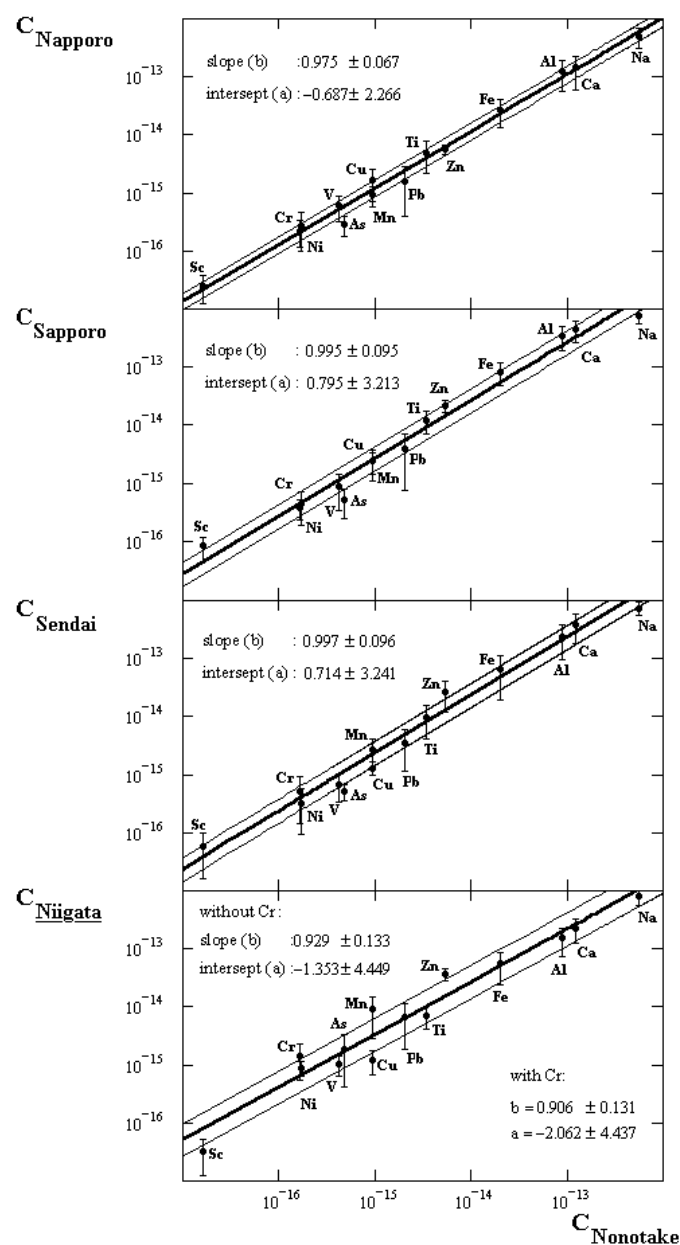 C Napporo
slope (b) :0.975 ± 0.067
intersept (a) :−0.687± 2.266
10⁻¹³
10⁻¹⁴
10⁻¹⁵
10⁻¹⁶
Sc
Cr
Ni
V
As
Cu
Mn
Pb
Ti
Zn
Fe
Al
Ca
Na
C Sapporo
slope (b) : 0.995 ± 0.095
intersept (a) : 0.795 ± 3.213
10⁻¹³
10⁻¹⁴
10⁻¹⁵
10⁻¹⁶
Sc
Cr
Ni
V
As
Cu
Mn
Pb
Ti
Zn
Fe
Al
Ca
Na
C Sendai
slope (b) : 0.997 ± 0.096
intersept (a) : 0.714 ± 3.241
10⁻¹³
10⁻¹⁴
10⁻¹⁵
10⁻¹⁶
Sc
Cr
Ni
V
As
Mn
Cu
Pb
Ti
Zn
Fe
Al
Ca
Na
C Niigata
without Cr:
slope (b) :0.929 ± 0.133
intersept (a) :−1.353± 4.449
10⁻¹³
10⁻¹⁴
10⁻¹⁵
10⁻¹⁶
Sc
Cr
Ni
V
As
Mn
Cu
Pb
Ti
Zn
Fe
Al
Ca
Na
with Cr:
b = 0.906 ± 0.131
a = −2.062 ± 4.437
10⁻¹⁶ 10⁻¹⁵ 10⁻¹⁴ 10⁻¹³
C Nonotake